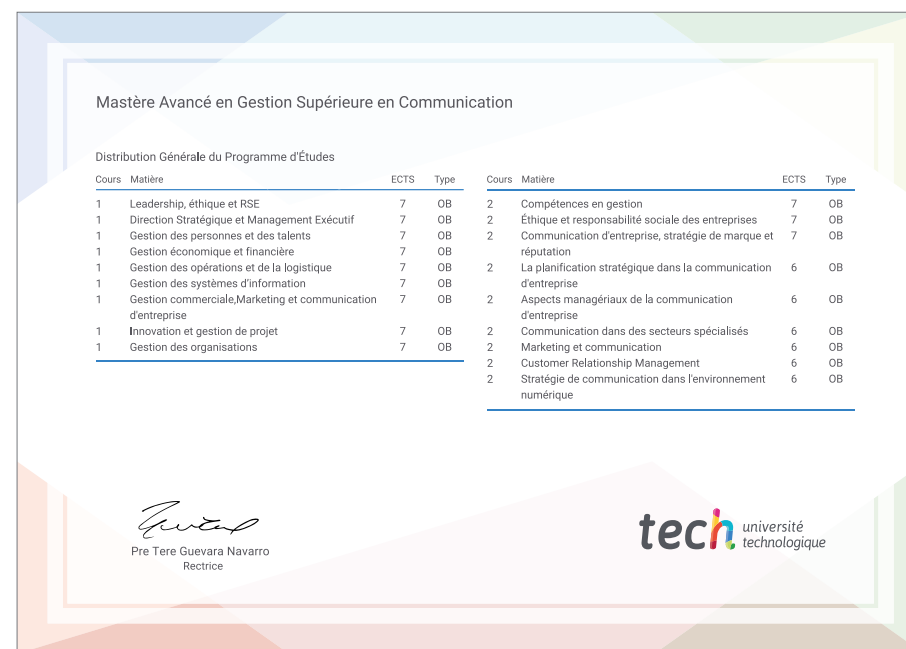 Mastère Avancé en Gestion Supérieure en Communication
Distribution Générale du Programme d'Études
Cours Matière ECTS Type
1 Leadership, éthique et RSE 7 OB
1 Direction Stratégique et Management Exécutif 7 OB
1 Gestion des personnes et des talents 7 OB
1 Gestion économique et financière 7 OB
1 Gestion des opérations et de la logistique 7 OB
1 Gestion des systèmes d'information 7 OB
1 Gestion commerciale,Marketing et communication 7 OB
d'entreprise
1 Innovation et gestion de projet 7 OB
1 Gestion des organisations 7 OB
Cours Matière ECTS Type
2 Compétences en gestion 7 OB
2 Éthique et responsabilité sociale des entreprises 7 OB
2 Communication d'entreprise, stratégie de marque et 7 OB
réputation
2 La planification stratégique dans la communication 6 OB
d'entreprise
2 Aspects managériaux de la communication 6 OB
d'entreprise
2 Communication dans des secteurs spécialisés 6 OB
2 Marketing et communication 6 OB
2 Customer Relationship Management 6 OB
2 Stratégie de communication dans l'environnement 6 OB
numérique
Pre Tere Guevara Navarro
Rectrice
tech université
technologique